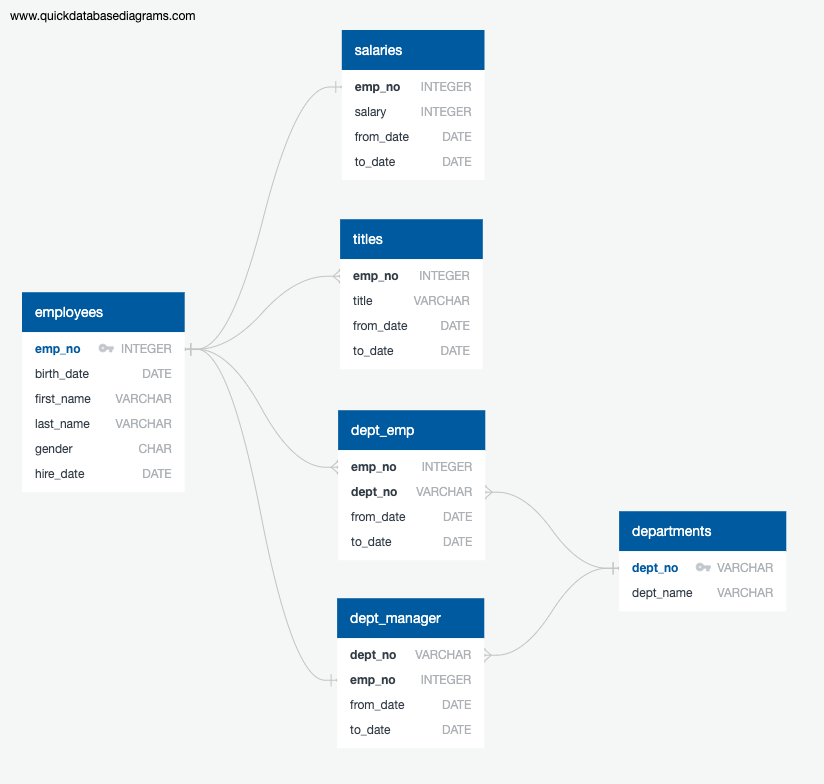 www.quickdatabasediagrams.com
salaries
emp_no INTEGER
salary INTEGER
from_date DATE
to_date DATE
titles
emp_no INTEGER
title VARCHAR
from_date DATE
to_date DATE
employees
emp_no INTEGER
birth_date DATE
first_name VARCHAR
last_name VARCHAR
gender CHAR
hire_date DATE
dept_emp
emp_no INTEGER
dept_no VARCHAR
from_date DATE
to_date DATE
departments
dept_no VARCHAR
dept_name VARCHAR
dept_manager
dept_no VARCHAR
emp_no INTEGER
from_date DATE
to_date DATE